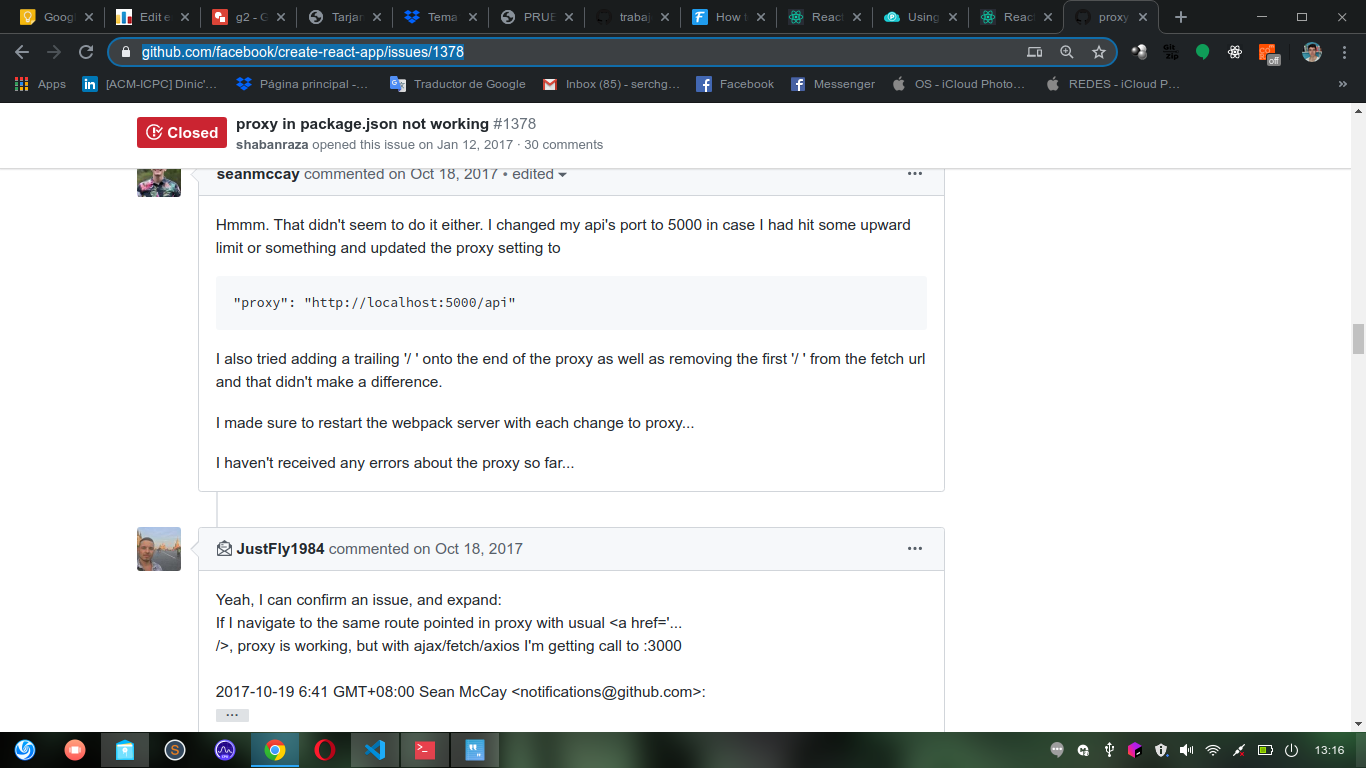 Googl
Edit e
g2 - G
Tarjan
Tema
PRUE
trabaj
How t
React
Using
React
proxy
github.com/facebook/create-react-app/issues/1378
Git
zip
off
Apps
[ACM-ICPC] Dinic'...
Página principal -...
Traductor de Google
Inbox (85) - serchg...
Facebook
Messenger
OS - iCloud Photo...
REDES - iCloud P...
»
Closed
proxy in package.json not working #1378
shabanraza opened this issue on Jan 12, 2017 · 30 comments
seanmccay commented on Oct 18, 2017 • edited
Hmmm. That didn't seem to do it either. I changed my api's port to 5000 in case I had hit some upward
limit or something and updated the proxy setting to
"proxy": "http://localhost:5000/api"
I also tried adding a trailing '/ ' onto the end of the proxy as well as removing the first '/ ' from the fetch url
and that didn't make a difference.
I made sure to restart the webpack server with each change to proxy...
I haven't received any errors about the proxy so far...
JustFly1984 commented on Oct 18, 2017
Yeah, I can confirm an issue, and expand:
If I navigate to the same route pointed in proxy with usual <a href='...
/>, proxy is working, but with ajax/fetch/axios I'm getting call to :3000
2017-10-19 6:41 GMT+08:00 Sean McCay <notifications@github.com>:
...
13:16